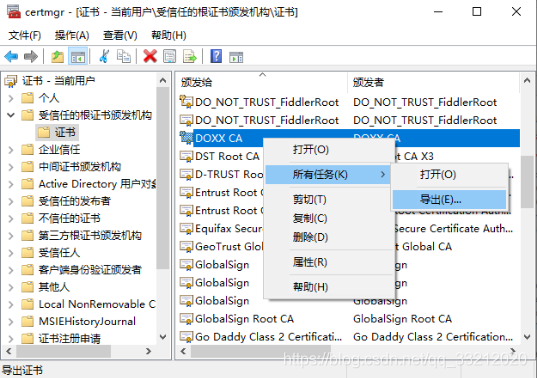 certmgr - [证书 - 当前用户\受信任的根证书颁发机构\证书]
文件(F) 操作(A) 查看(V) 帮助(H)
证书 - 当前用户
个人
受信任的根证书颁发机构
证书
企业信任
中间证书颁发机构
Active Directory 用户对象
受信任的发布者
不信任的证书
第三方根证书颁发机构
受信任人
客户端身份验证颁发者
其他人
Local NonRemovable C
MSIEHistoryJournal
证书注册申请
颁发给 颁发者
DO_NOT_TRUST_FiddlerRoot DO_NOT_TRUST_FiddlerRoot
DO_NOT_TRUST_FiddlerRoot DO_NOT_TRUST_FiddlerRoot
DOXX CA DOXX CA
DST Root CA X3
D-TRUST Root
Entrust Root Cer
Entrust Root
Equifax Secu Secure Certificate Auth...
GeoTrust Global Global CA
GlobalSign
GlobalSign
GlobalSign GlobalSign
GlobalSign Root CA GlobalSign Root CA
Go Daddy Class 2 Certification... Go Daddy Class 2 Certificati...
打开(O)
所有任务(K)
剪切(T)
复制(C)
删除(D)
属性(R)
帮助(H)
打开(O)
导出(E)...
导出证书
https://blog.csdn.net/qq_33212020